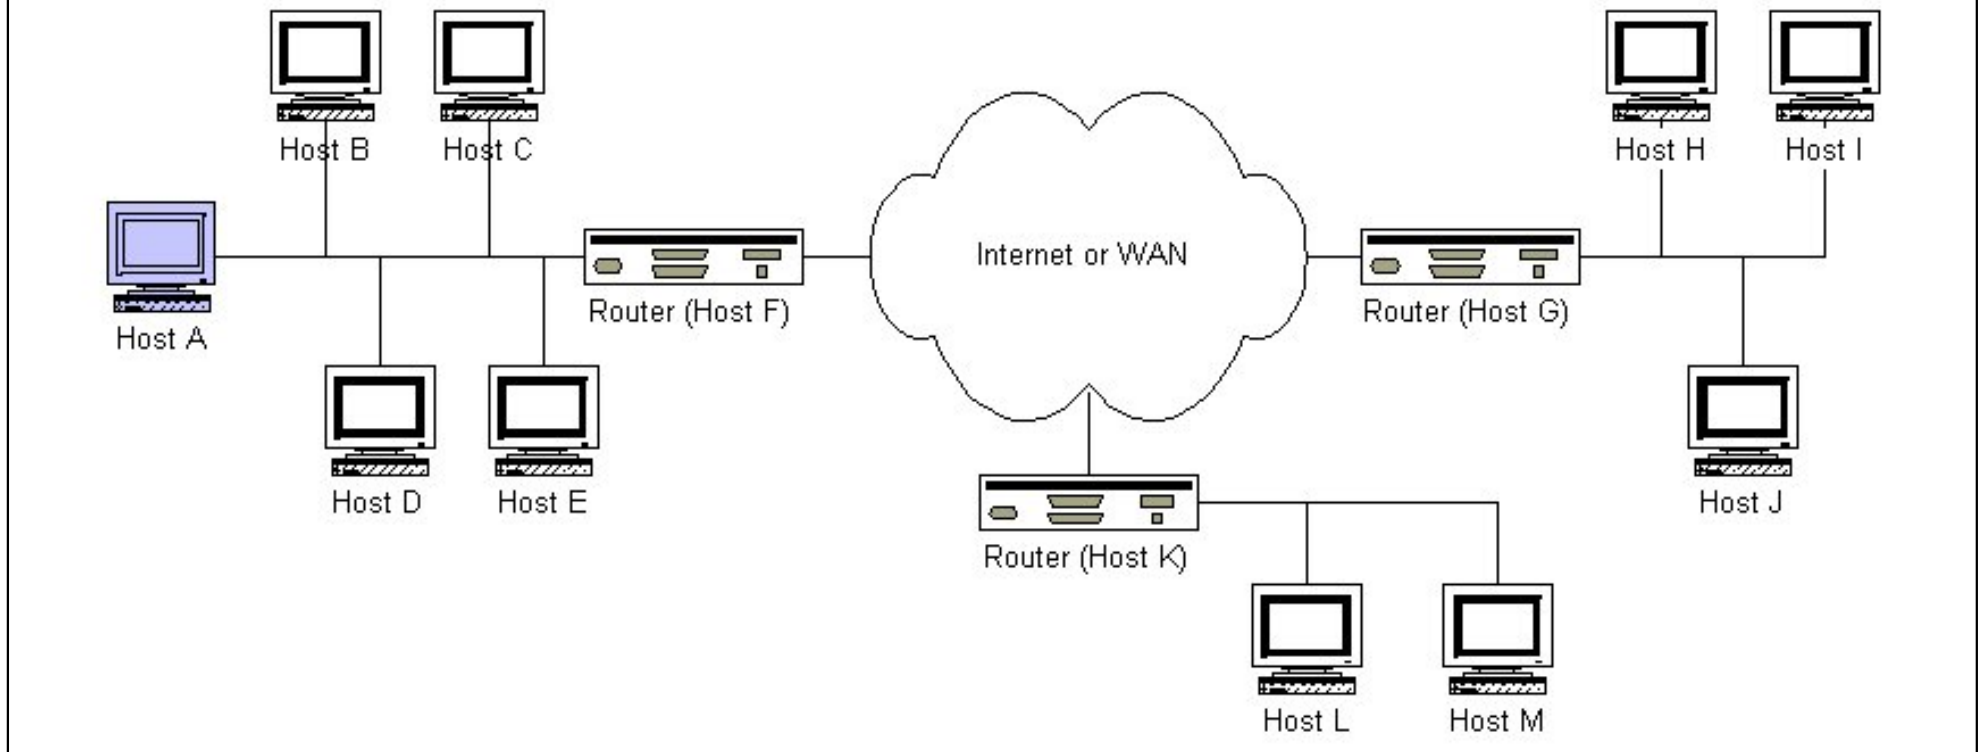 Host B
Host C
Host H
Host I
Internet or WAN
Router (Host F)
Router (Host G)
Host A
Host D
Host E
Host J
Router (Host K)
Host L
Host M